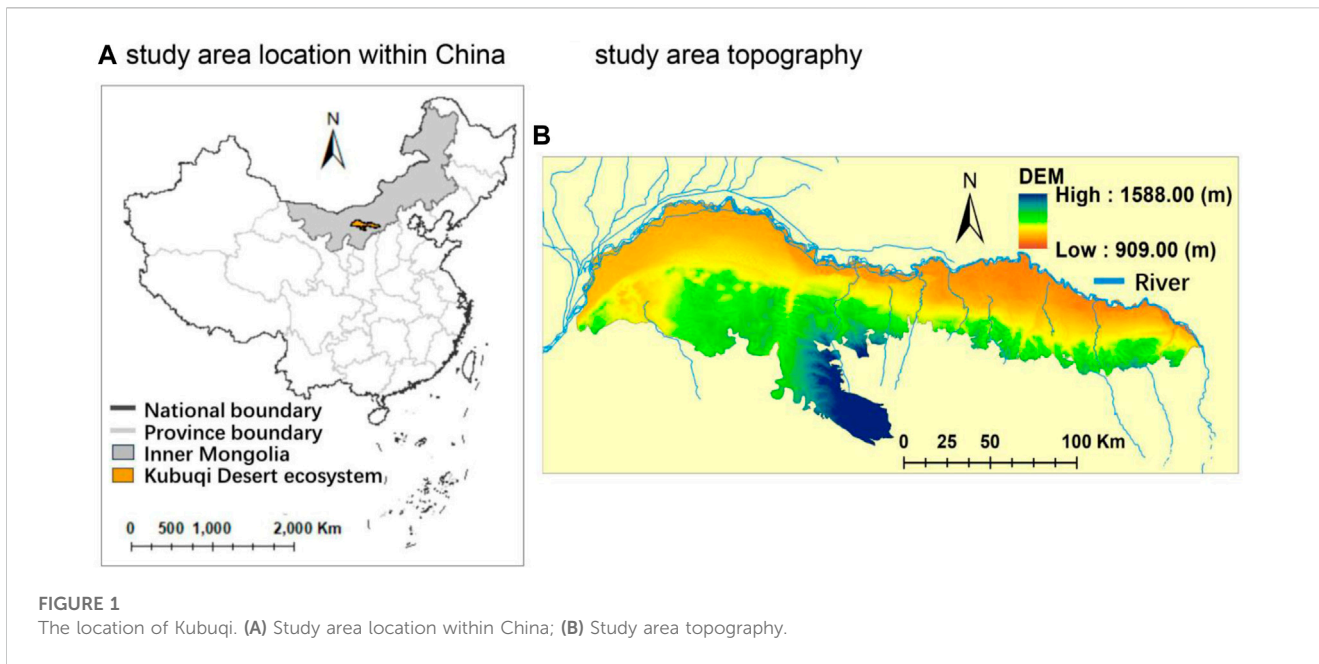 A study area location within China
study area topography
N
National boundary
Province boundary
Inner Mongolia
Kubuqi Desert ecosystem
0 500 1,000 2,000 Km
B
N
DEM
High : 1588.00 (m)
Low : 909.00 (m)
River
0 25 50 100 Km
FIGURE 1
The location of Kubuqi. (A) Study area location within China; (B) Study area topography.